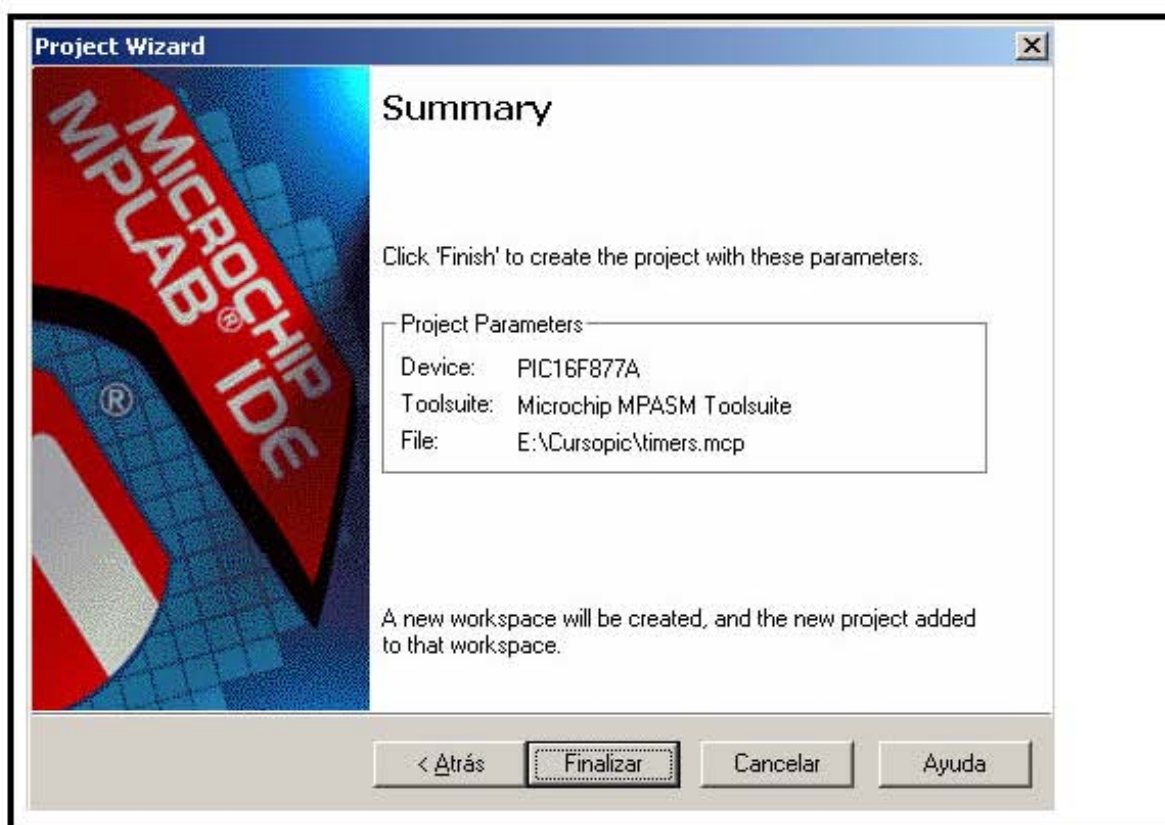 Project Wizard
MICROCHIP
MPLAB® IDE
®
Summary
Click 'Finish' to create the project with these parameters.
Project Parameters
Device: PIC16F877A
Toolsuite: Microchip MPASM Toolsuite
File: E:\Cursopic\timers.mcp
A new workspace will be created, and the new project added
to that workspace.
< Atrás Finalizar Cancelar Ayuda